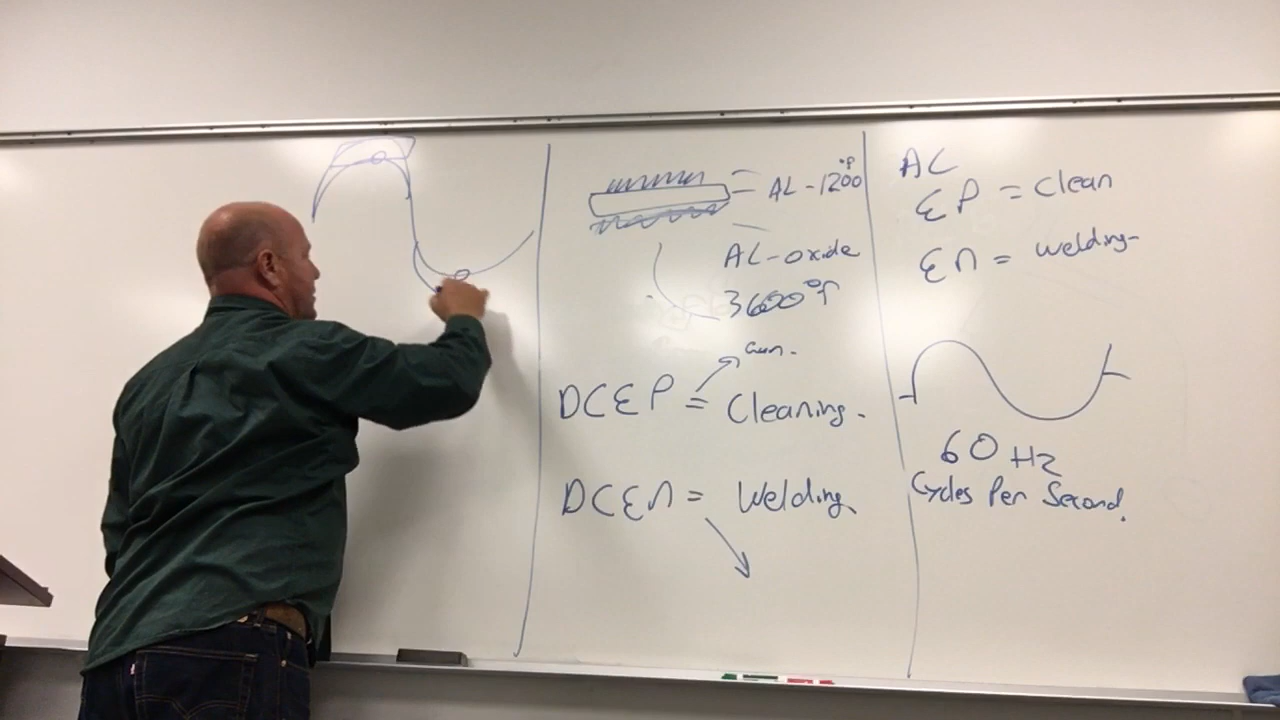 AL - 1200°F
AL-oxide
3600°F
Gun.
DCEP = Cleaning.
DCEN = Welding.
AC
EP = Clean
EN = Welding-
60 Hz
Cycles Per Second.